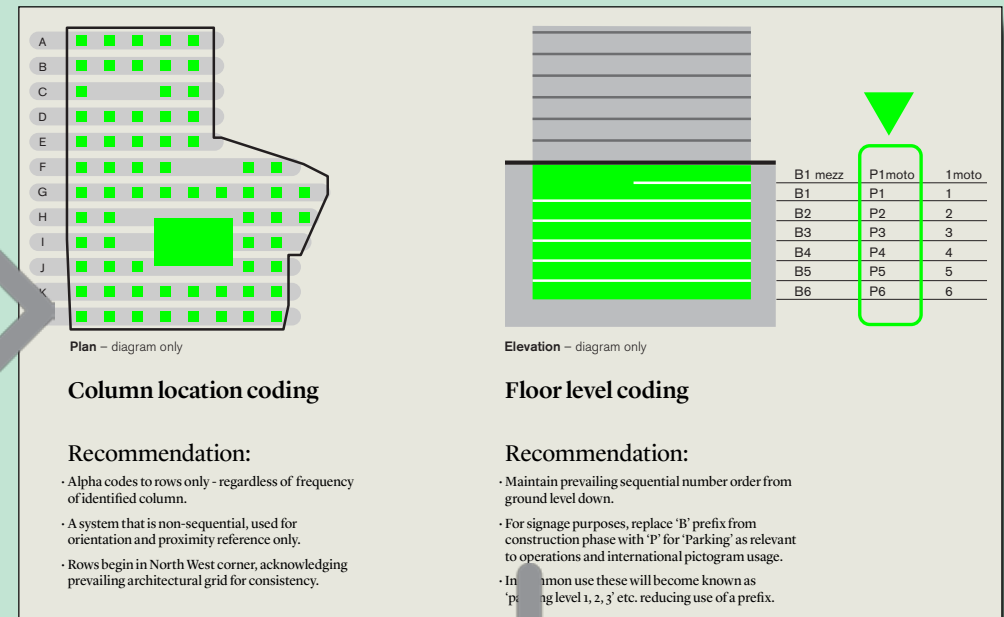 A
B
C
D
E
F
G
H
I
J
K
B1 mezz P1moto 1moto
B1 P1 1
B2 P2 2
B3 P3 3
B4 P4 4
B5 P5 5
B6 P6 6
Plan – diagram only
Elevation – diagram only
Column location coding
Recommendation:
· Alpha codes to rows only - regardless of frequency
of identified column.
· A system that is non-sequential, used for
orientation and proximity reference only.
· Rows begin in North West corner, acknowledging
prevailing architectural grid for consistency.
Floor level coding
Recommendation:
· Maintain prevailing sequential number order from
ground level down.
· For signage purposes, replace ‘B’ prefix from
construction phase with ‘P’ for ‘Parking’ as relevant
to operations and international pictogram usage.
· In common use these will become known as
‘parking level 1, 2, 3’ etc. reducing use of a prefix.